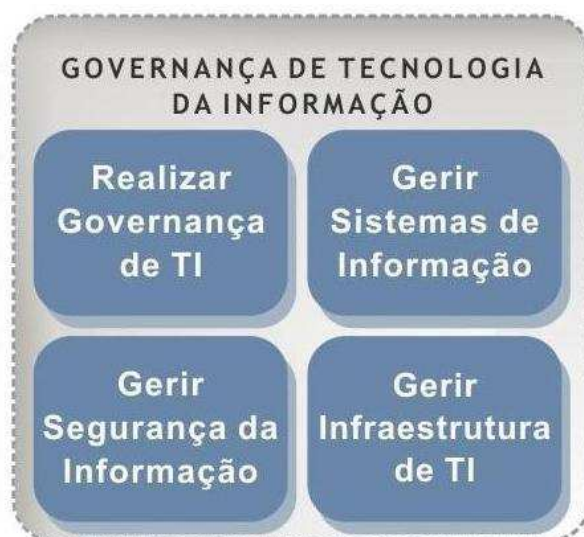 GOVERNANÇA DE TECNOLOGIA
DA INFORMAÇÃO
Realizar
Governança
de TI
Gerir
Sistemas de
Informação
Gerir
Segurança da
Informação
Gerir
Infraestrutura
de TI